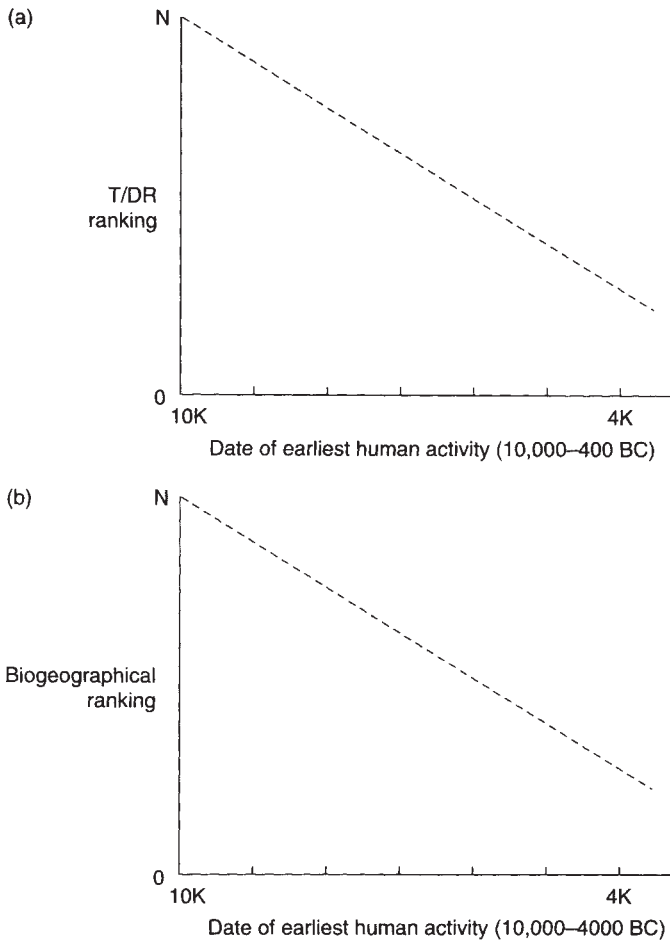 (a)
N
T/DR
ranking
0
10K
4K
Date of earliest human activity (10,000–400 BC)
(b)
N
Biogeographical
ranking
0
10K
4K
Date of earliest human activity (10,000–4000 BC)